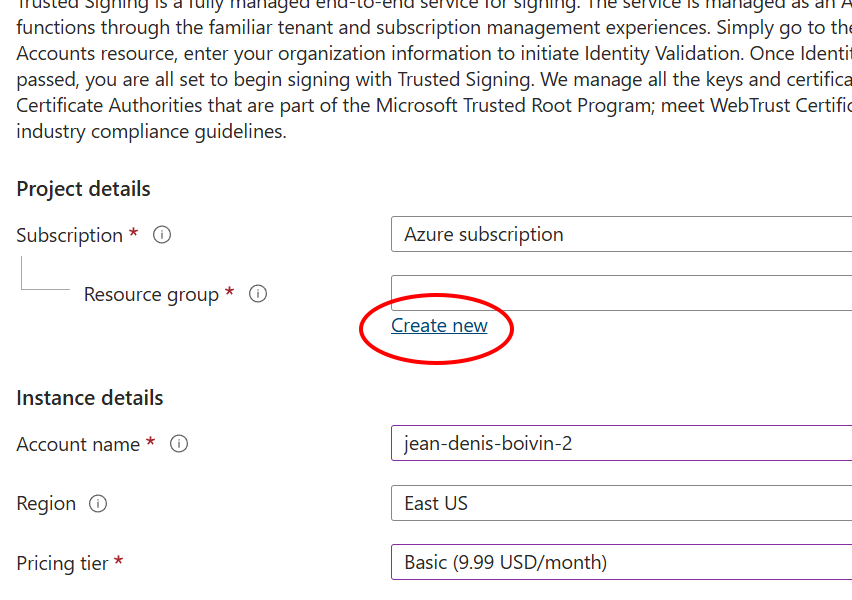 Trusted Signing is a fully managed end-to-end service for signing. The service is managed as an A
functions through the familiar tenant and subscription management experiences. Simply go to the
Accounts resource, enter your organization information to initiate Identity Validation. Once Identit
passed, you are all set to begin signing with Trusted Signing. We manage all the keys and certifica
Certificate Authorities that are part of the Microsoft Trusted Root Program; meet WebTrust Certific
industry compliance guidelines.
Project details
Subscription * Azure subscription
Resource group *
Create new
Instance details
Account name * jean-denis-boivin-2
Region East US
Pricing tier * Basic (9.99 USD/month)